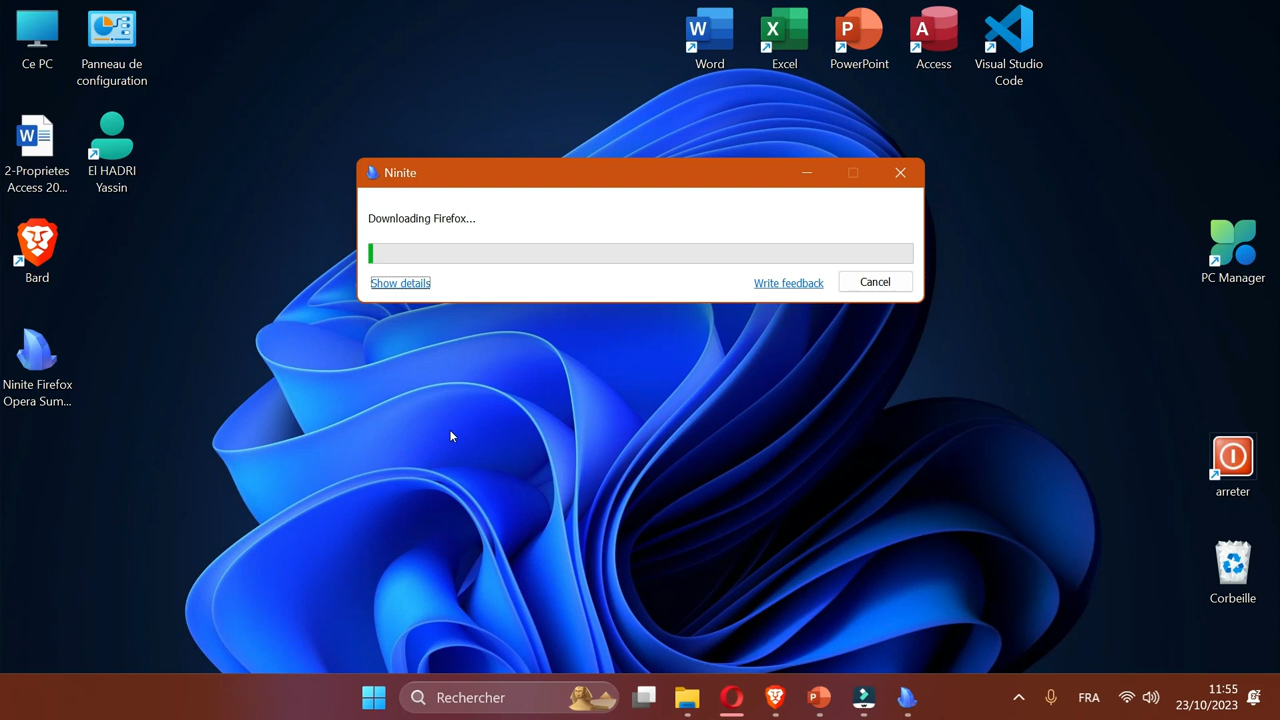 Ce PC
Panneau de
configuration
Word
Excel
PowerPoint
Access
Visual Studio
Code
2-Proprietes
Access 20...
El HADRI
Yassin
Bard
Ninite Firefox
Opera Sum...
Ninite
Downloading Firefox...
Show details
Write feedback
Cancel
PC Manager
arreter
Corbeille
Rechercher
FRA
11:55
23/10/2023